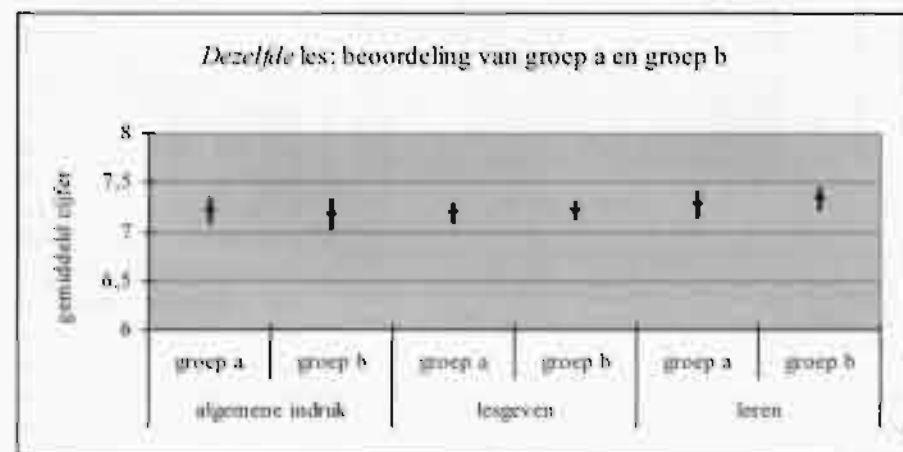 Dezelfde les: beoordeling van groep a en groep b
gemiddeld cijfer
8
7,5
7
6,5
6
groep a groep b groep a groep b groep a groep b
algemene indruk lesgeven leren